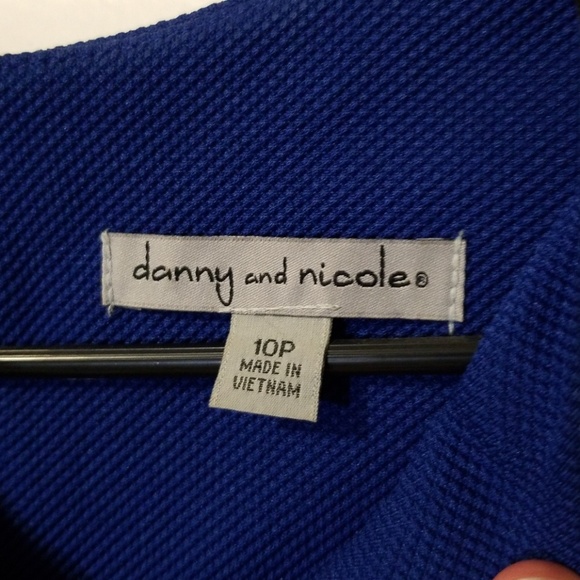 danny and nicole®
10P
MADE IN
VIETNAM